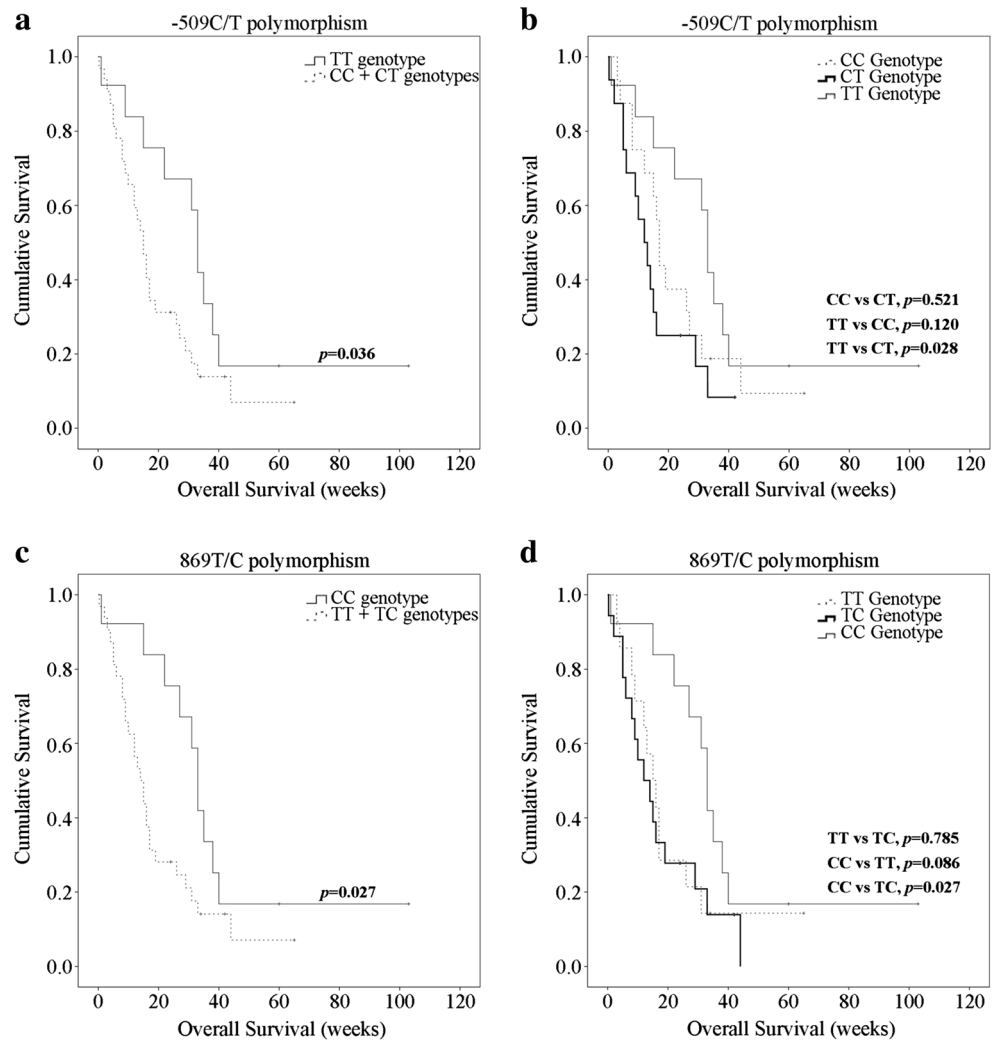 a
-509C/T polymorphism
TT genotype
CC + CT genotypes
1.0
0.8
0.6
0.4
0.2
0.0
Cumulative Survival
p=0.036
0 20 40 60 80 100 120
Overall Survival (weeks)
b
-509C/T polymorphism
CC Genotype
CT Genotype
TT Genotype
1.0
0.8
0.6
0.4
0.2
0.0
Cumulative Survival
CC vs CT, p=0.521
TT vs CC, p=0.120
TT vs CT, p=0.028
0 20 40 60 80 100 120
Overall Survival (weeks)
c
869T/C polymorphism
CC genotype
TT + TC genotypes
1.0
0.8
0.6
0.4
0.2
0.0
Cumulative Survival
p=0.027
0 20 40 60 80 100 120
Overall Survival (weeks)
d
869T/C polymorphism
TT Genotype
TC Genotype
CC Genotype
1.0
0.8
0.6
0.4
0.2
0.0
Cumulative Survival
TT vs TC, p=0.785
CC vs TT, p=0.086
CC vs TC, p=0.027
0 20 40 60 80 100 120
Overall Survival (weeks)